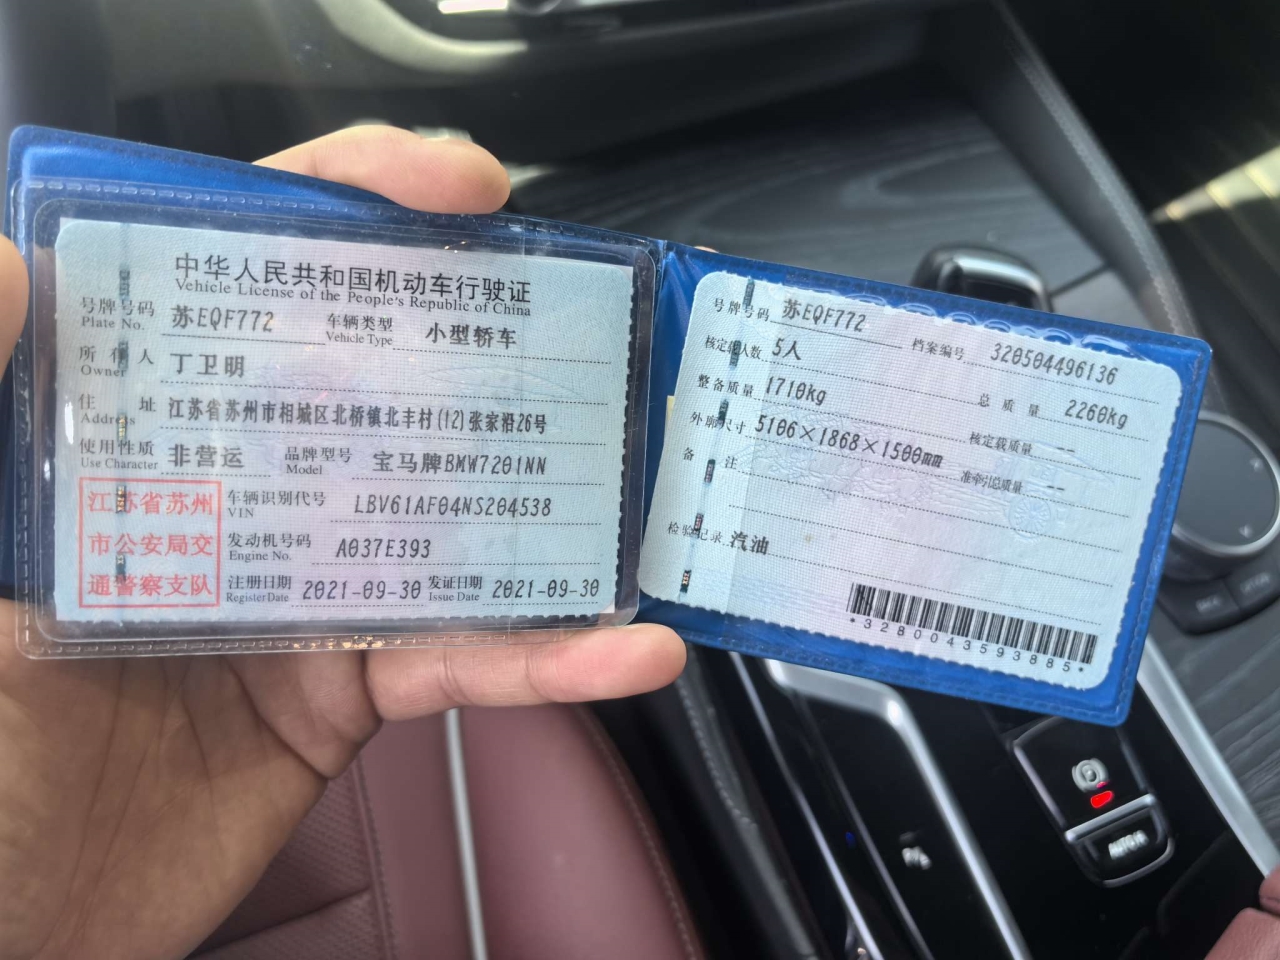 中华人民共和国机动车行驶证
Vehicle License of the People's Republic of China
号牌号码 苏EQF772 车辆类型 小型轿车
Plate No. Vehicle Type
所有人 丁卫明
Owner
住址 江苏省苏州市相城区北桥镇北丰村(12)张家沿26号
Address
使用性质 非营运 品牌型号 宝马牌BMW7201NN
Use Character Model
江苏省苏州
市公安局交
通警察支队
车辆识别代号 LBV61AF04NS204538
VIN
发动机号码 A037E393
Engine No.
注册日期 2021-09-30 发证日期 2021-09-30
Register Date Issue Date
号牌号码 苏EQF772 档案编号 320504496136
核定载人数 5人 总质量 2260kg
整备质量 1710kg 核定载质量 --
外廓尺寸 5106×1868×1500mm 准牵引总质量 --
备注
检验记录 汽油
*3280043593885*
P
AUTO H